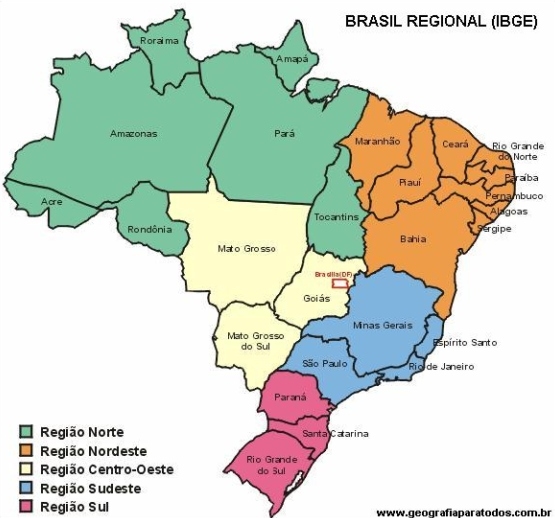 BRASIL REGIONAL (IBGE)
Roraima
Amapá
Amazonas
Pará
Maranhão
Ceará
Rio Grande
do Norte
Paraíba
Piauí
Pernambuco
Alagoas
Sergipe
Acre
Rondônia
Tocantins
Bahia
Mato Grosso
Brasília(DF)
Goiás
Minas Gerais
Espírito Santo
Mato Grosso
do Sul
São Paulo
Rio de Janeiro
Paraná
Santa Catarina
Rio Grande
do Sul
Região Norte
Região Nordeste
Região Centro-Oeste
Região Sudeste
Região Sul
www.geografiaparatodos.com.br